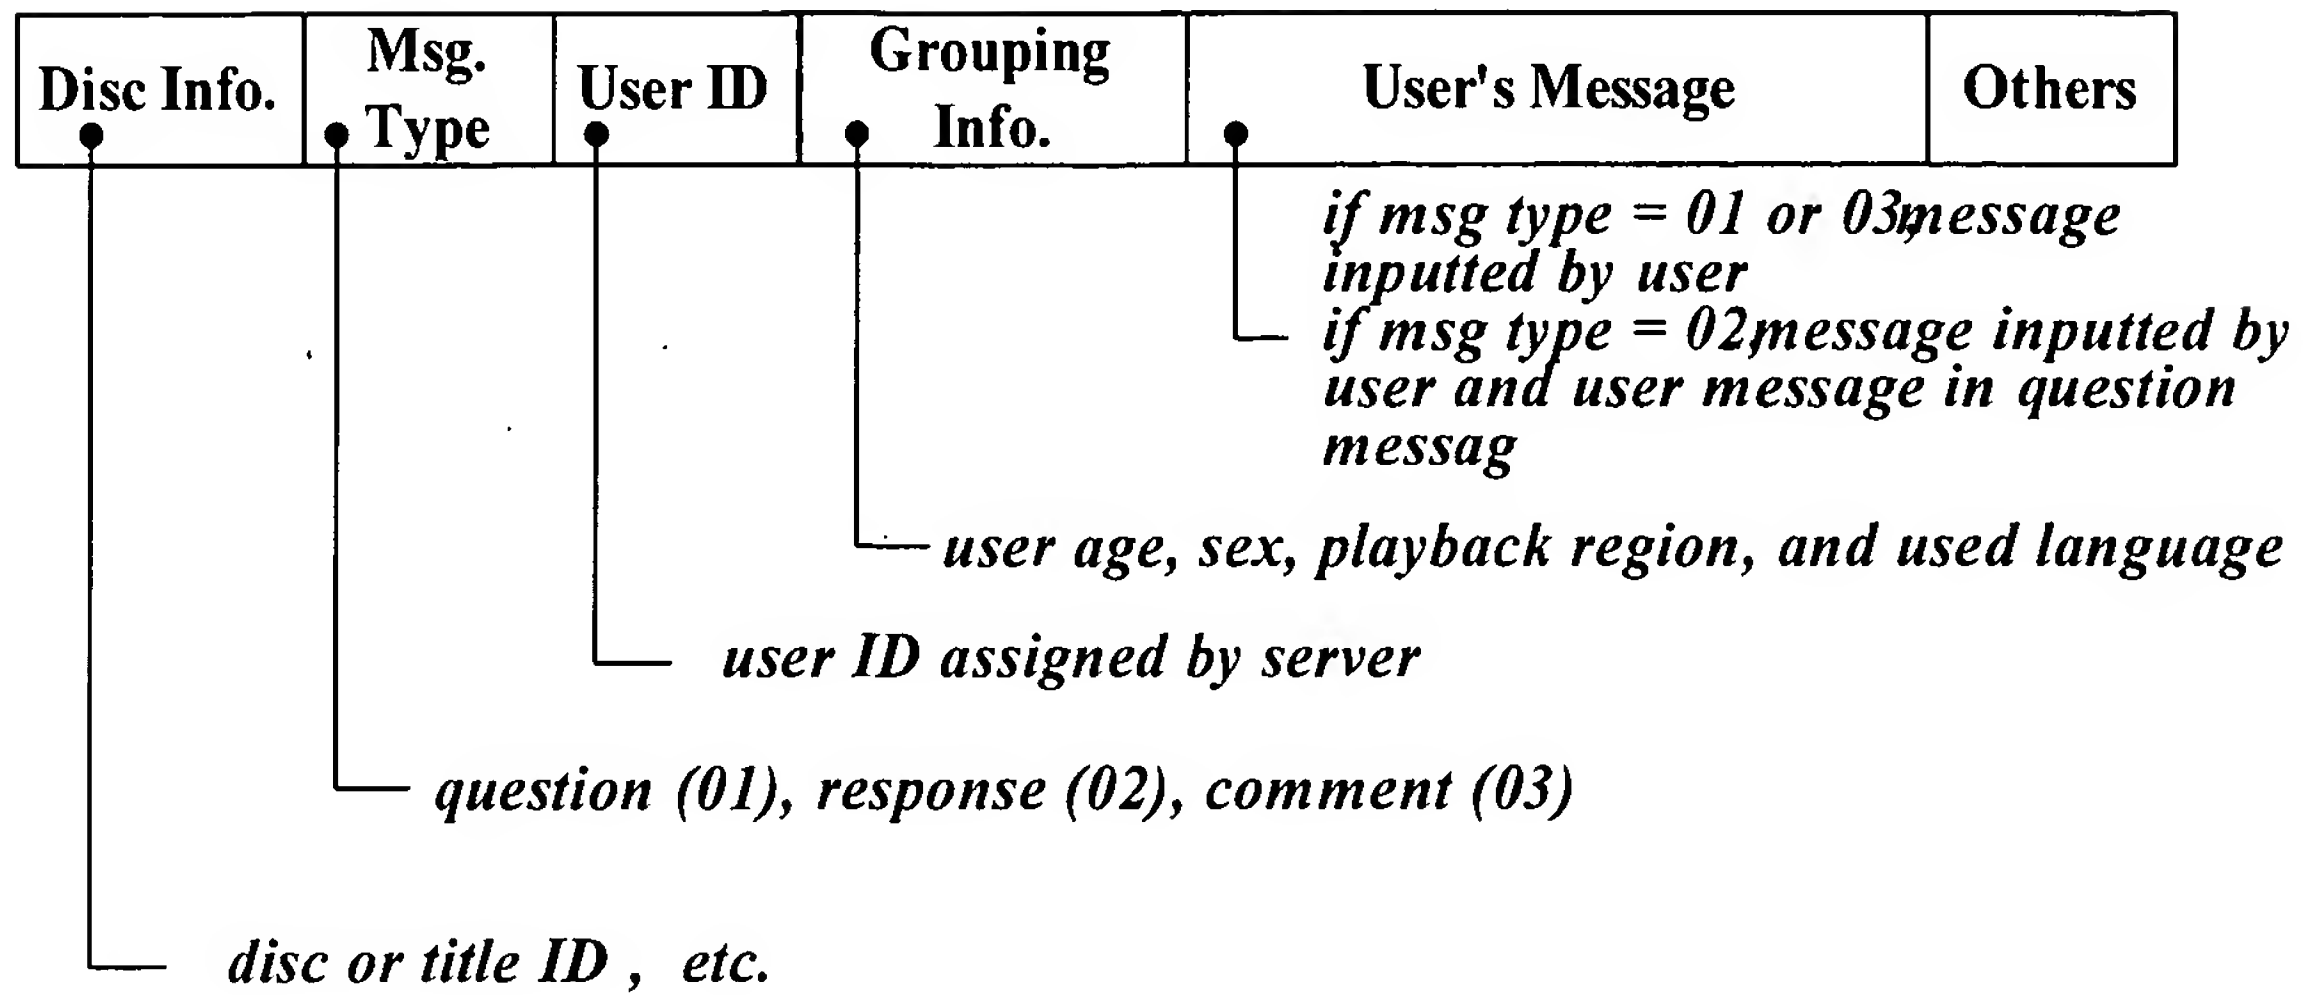 Disc Info.
Msg.
Type
User ID
Grouping
Info.
User's Message
Others
if msg type = 01 or 03, message
inputted by user
if msg type = 02, message inputted by
user and user message in question
messag
user age, sex, playback region, and used language
user ID assigned by server
question (01), response (02), comment (03)
disc or title ID , etc.